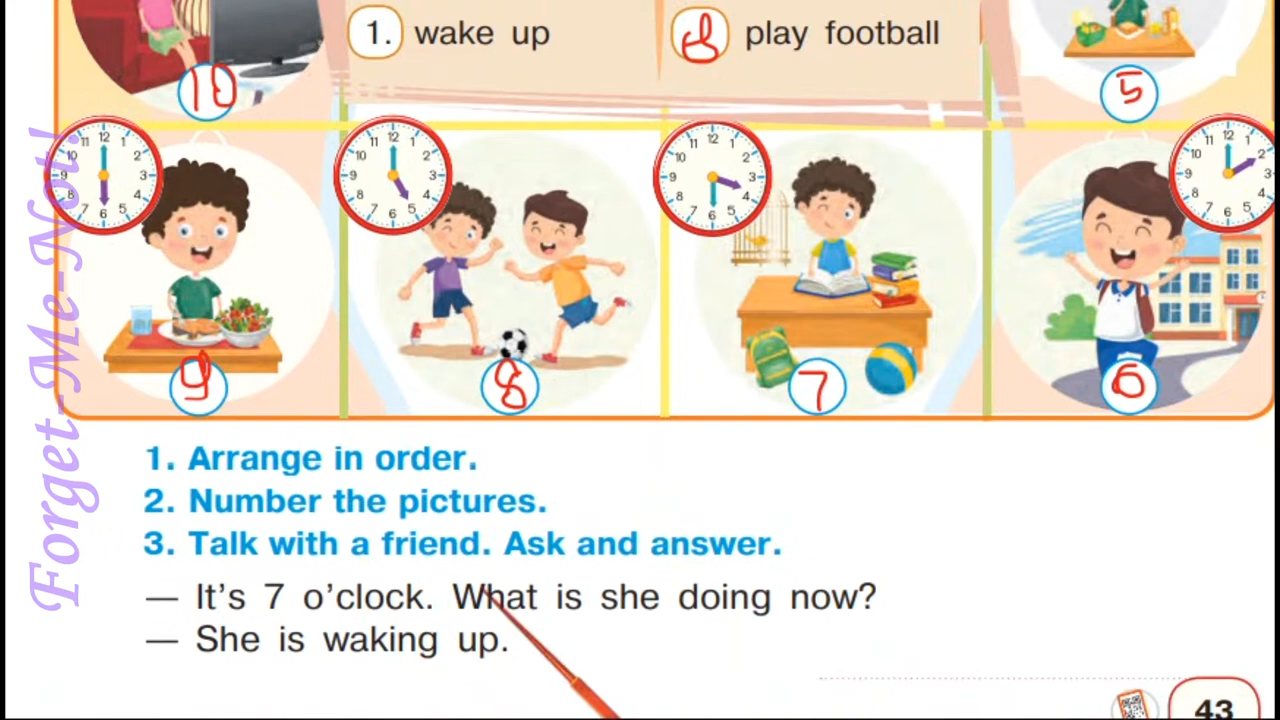 1. wake up
8 play football
10
5
9
8
7
6
1. Arrange in order.
2. Number the pictures.
3. Talk with a friend. Ask and answer.
— It's 7 o'clock. What is she doing now?
— She is waking up.
43
Forget-Me-Not!